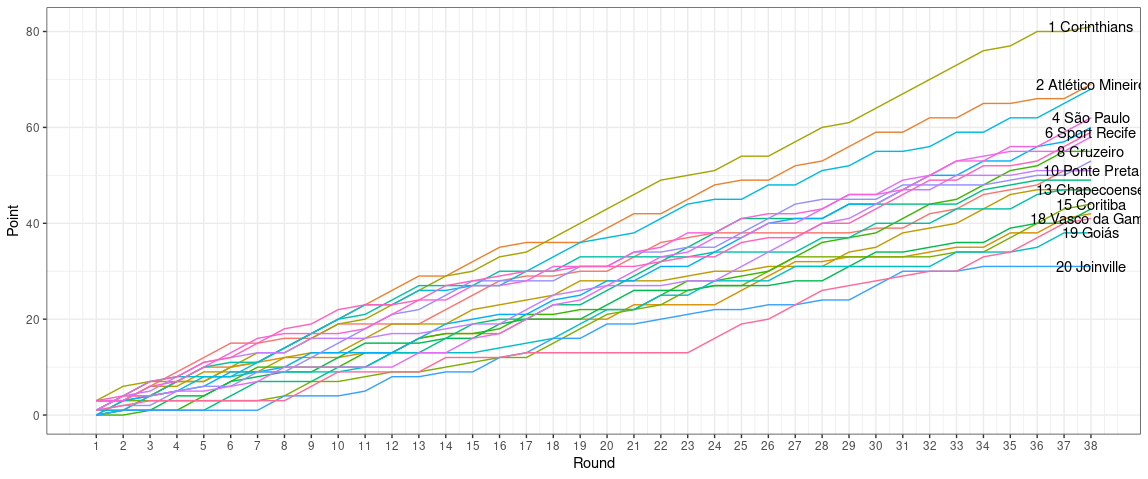 80
60
40
20
0
Point
1 Corinthians
2 Atlético Mineiro
4 São Paulo
6 Sport Recife
8 Cruzeiro
10 Ponte Preta
13 Chapecoense
15 Coritiba
18 Vasco da Gam
19 Goiás
20 Joinville
1 2 3 4 5 6 7 8 9 10 11 12 13 14 15 16 17 18 19 20 21 22 23 24 25 26 27 28 29 30 31 32 33 34 35 36 37 38
Round